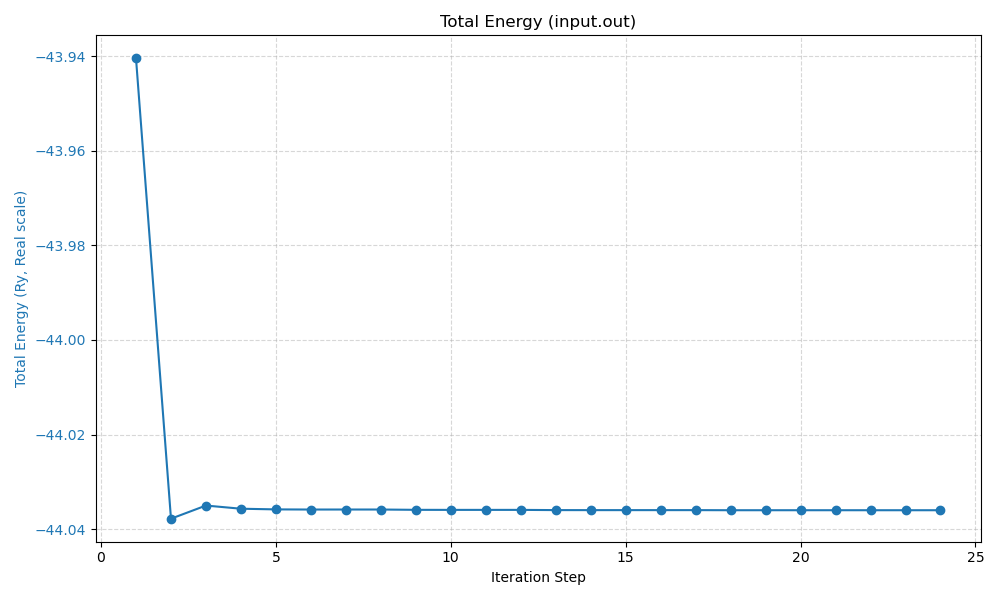 Total Energy (input.out)
Total Energy (Ry, Real scale)
−43.94
−43.96
−43.98
−44.00
−44.02
−44.04
0 5 10 15 20 25
Iteration Step